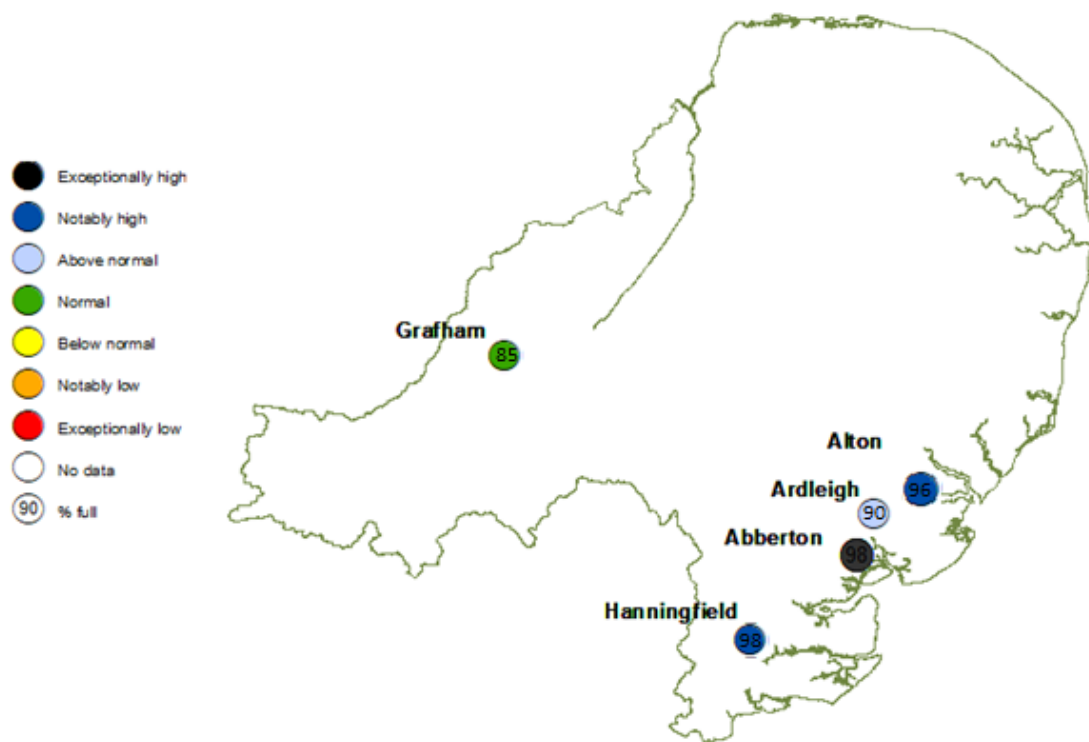 Exceptionally high
Notably high
Above normal
Normal
Below normal
Notably low
Exceptionally low
No data
90 % full
Grafham
85
Alton
96
Ardleigh
90
Abberton
98
Hanningfield
98